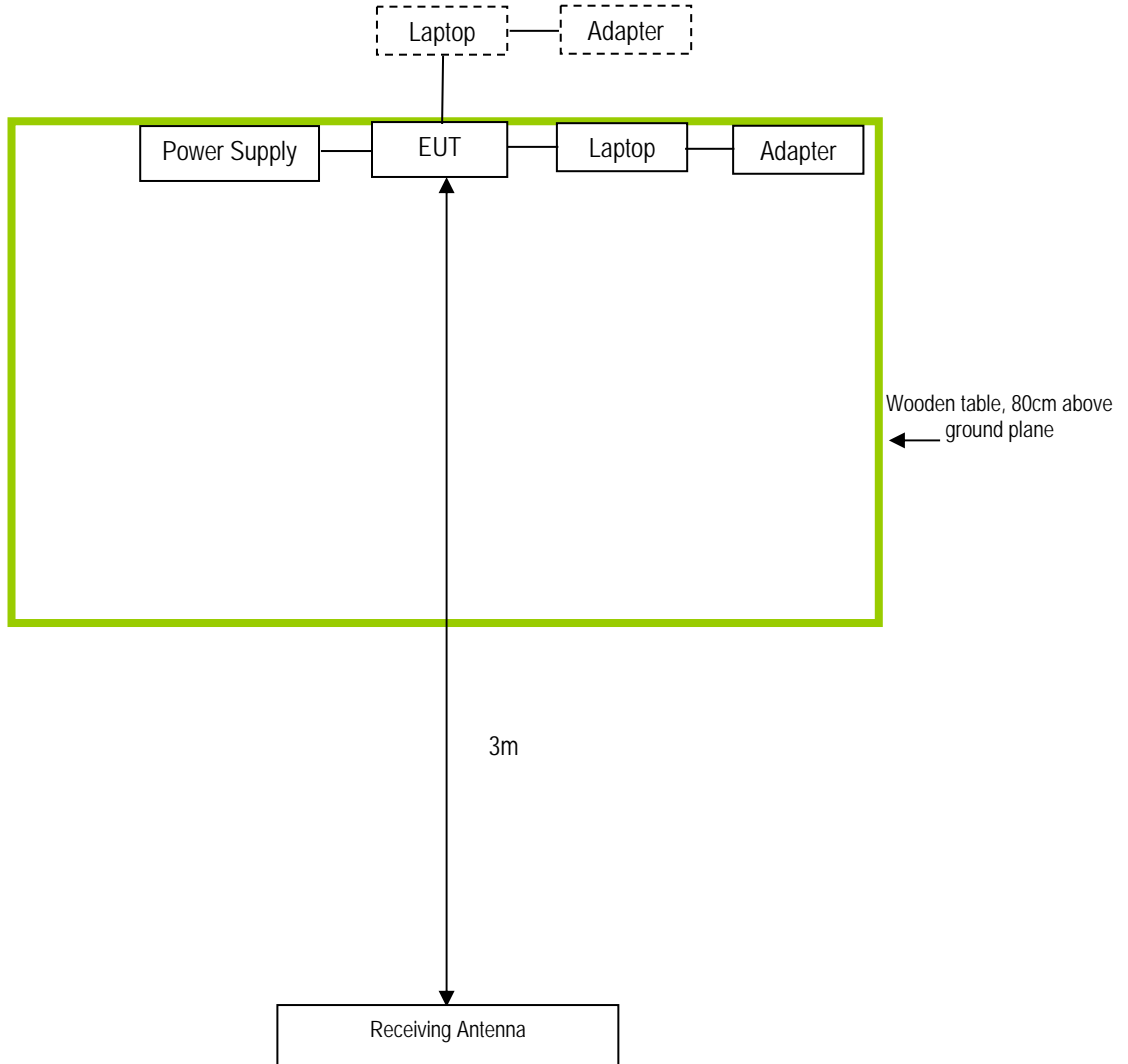 Laptop
Adapter
Power Supply
EUT
Laptop
Adapter
Wooden table, 80cm above
ground plane
3m
Receiving Antenna